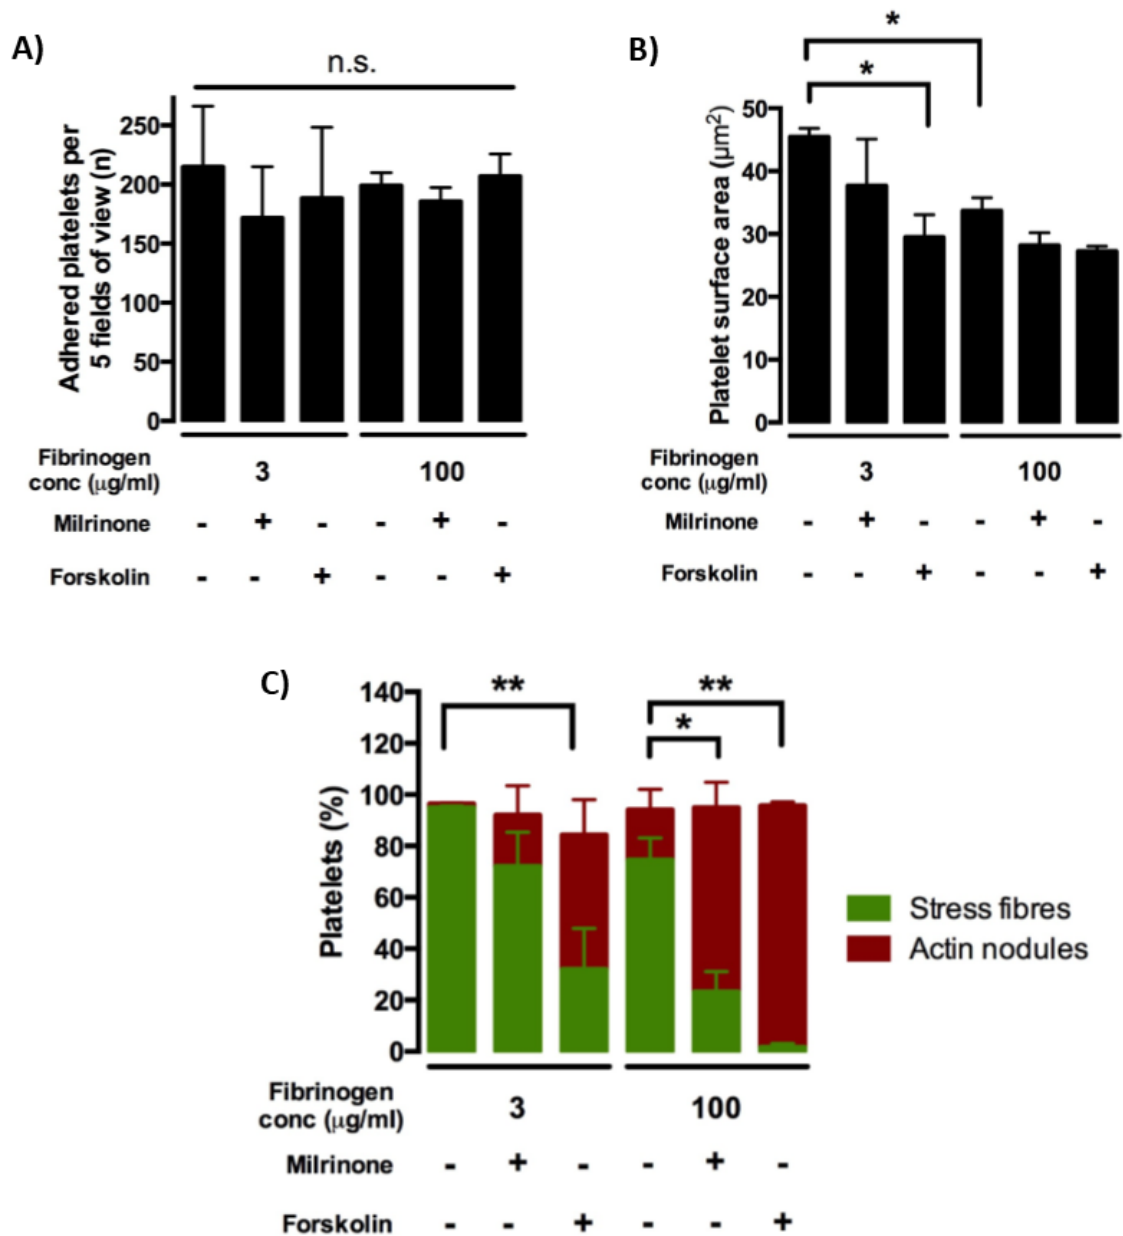 A)
n.s.
Adhered platelets per
5 fields of view (n)
250
200
150
100
50
0
Fibrinogen
conc (μg/ml)
3
100
Milrinone
- + - - + -
Forskolin
- - + - - +
B)
*
*
Platelet surface area (μm²)
50
40
30
20
10
0
Fibrinogen
conc (μg/ml)
3
100
Milrinone
- + - - + -
Forskolin
- - + - - +
C)
**
**
*
Platelets (%)
140
120
100
80
60
40
20
0
Stress fibres
Actin nodules
Fibrinogen
conc (μg/ml)
3
100
Milrinone
- + - - + -
Forskolin
- - + - - +